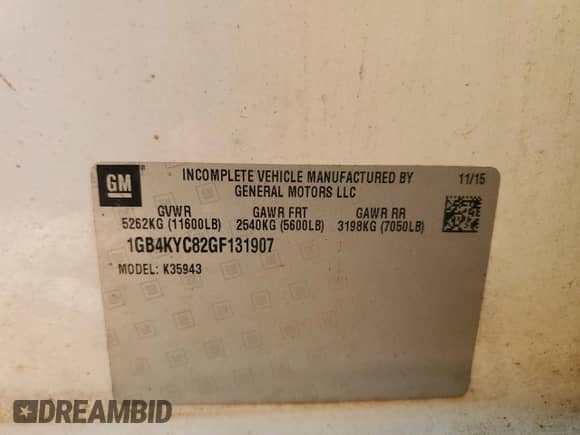 GM
INCOMPLETE VEHICLE MANUFACTURED BY
GENERAL MOTORS LLC
11/15
GVWR GAWR FRT GAWR RR
5262KG (11600LB) 2540KG (5600LB) 3198KG (7050LB)
1GB4KYC82GF131907
MODEL: K35943
DREAMBID